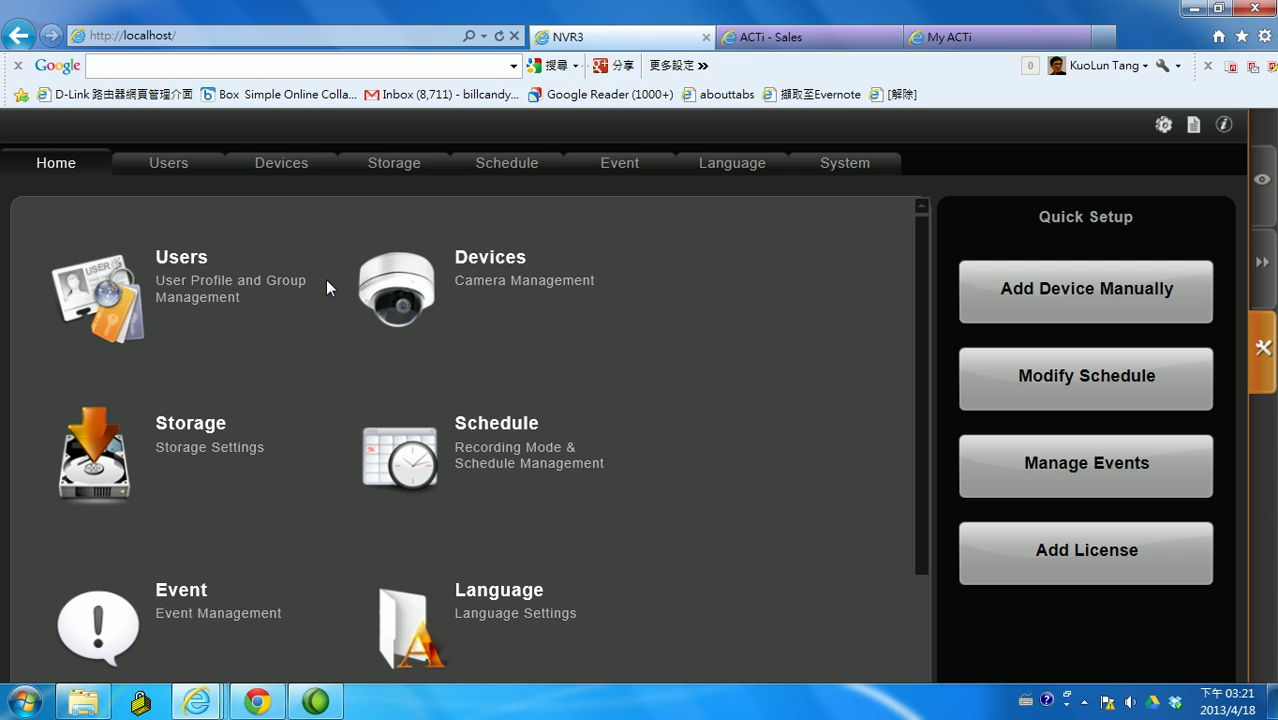 http://localhost/
NVR3
ACTi - Sales
My ACTi
Google
搜尋
分享
更多設定 »
0
KuoLun Tang
D-Link 路由器網頁管理介面
Box Simple Online Colla...
Inbox (8,711) - billcandy...
Google Reader (1000+)
abouttabs
擷取至Evernote
[解除]
Home
Users
Devices
Storage
Schedule
Event
Language
System
Users
User Profile and Group
Management
Devices
Camera Management
Storage
Storage Settings
Schedule
Recording Mode &
Schedule Management
Event
Event Management
Language
Language Settings
Quick Setup
Add Device Manually
Modify Schedule
Manage Events
Add License
下午 03:21
2013/4/18